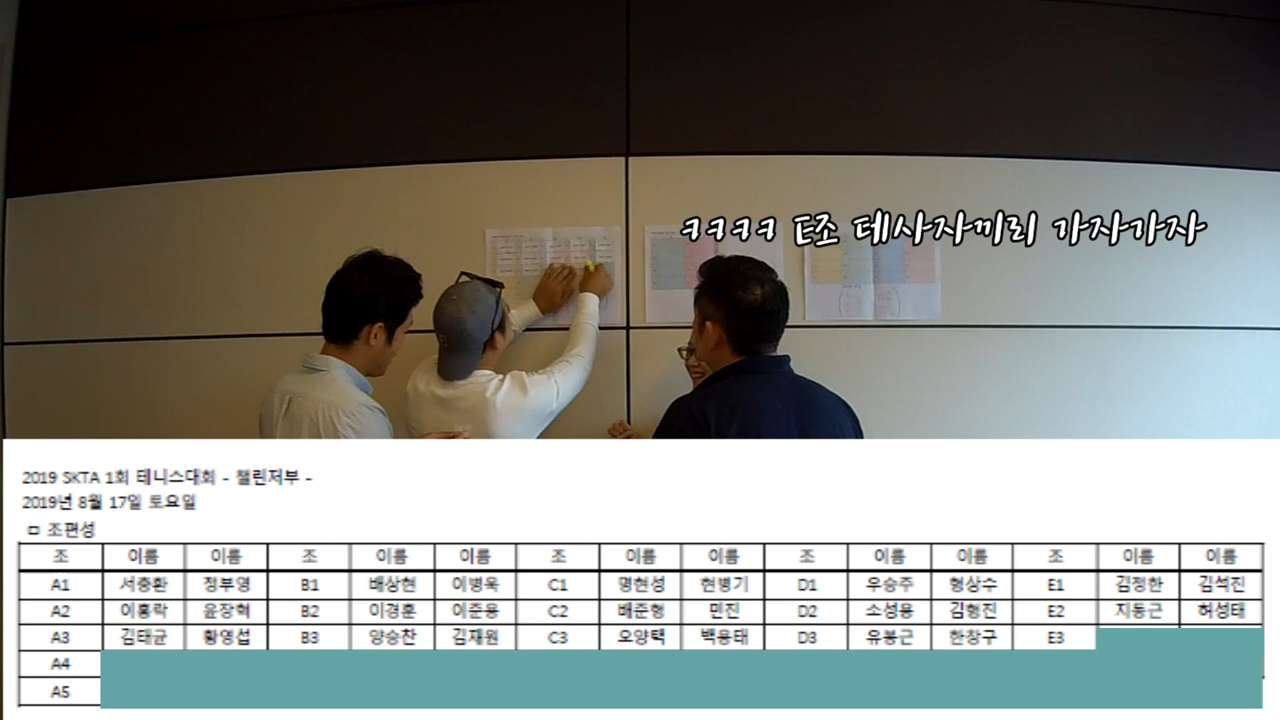 ㅋㅋㅋㅋ E조 테사자끼리 가자가자
2019 SKTA 1회 테니스대회 - 챌린저부 -
2019년 8월 17일 토요일
ㅁ 조편성
조 이름 이름 조 이름 이름 조 이름 이름 조 이름 이름 조 이름 이름
A1 서충환 정부영 B1 배상현 이병욱 C1 명현성 현병기 D1 우승주 형상수 E1 김정한 김석진
A2 이홍락 윤장혁 B2 이경훈 이준용 C2 배준형 민진 D2 소성용 김형진 E2 지동근 허성태
A3 김태균 황영섭 B3 양승찬 김재원 C3 오양택 백용태 D3 유봉근 한창구 E3
A4
A5